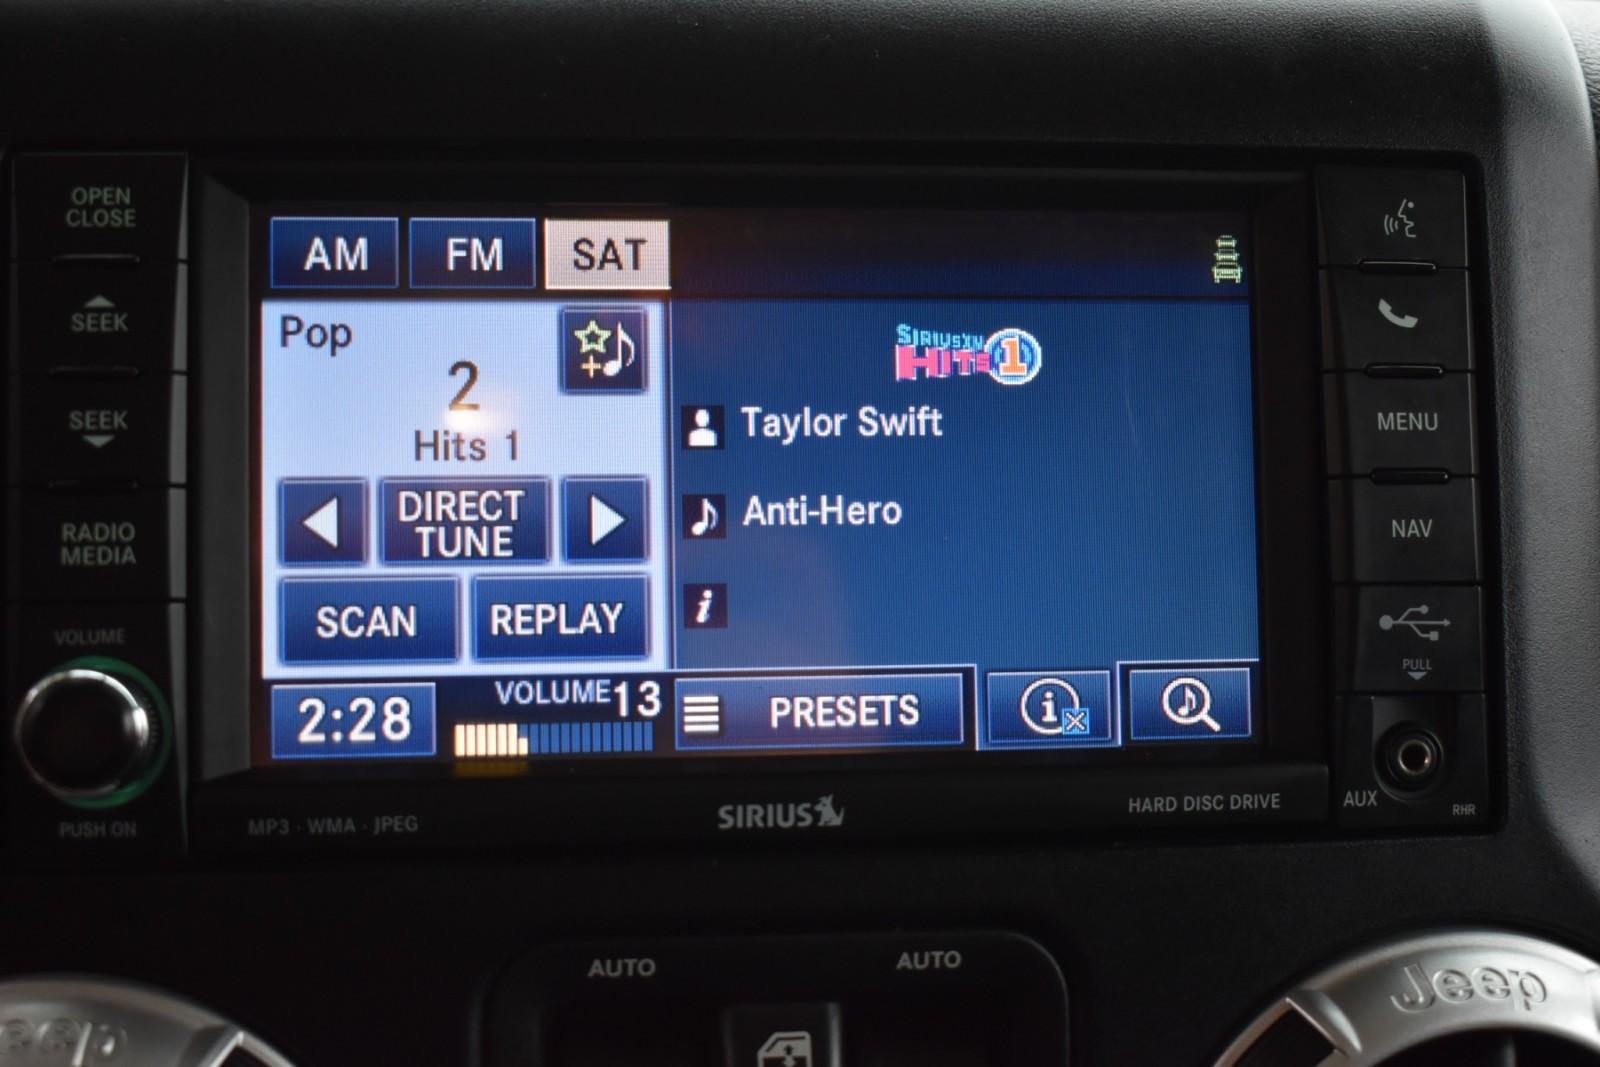 OPEN
CLOSE
SEEK
SEEK
RADIO
MEDIA
VOLUME
PUSH ON
AM FM SAT
Pop
2
Hits 1
DIRECT
TUNE
SCAN REPLAY
2:28 VOLUME 13
SIRIUSXM
HITS 1
Taylor Swift
Anti-Hero
i
PRESETS i
MENU
NAV
PULL
AUX
RHR
MP3 · WMA · JPEG
SIRIUS
HARD DISC DRIVE
AUTO AUTO
eep
Jeep